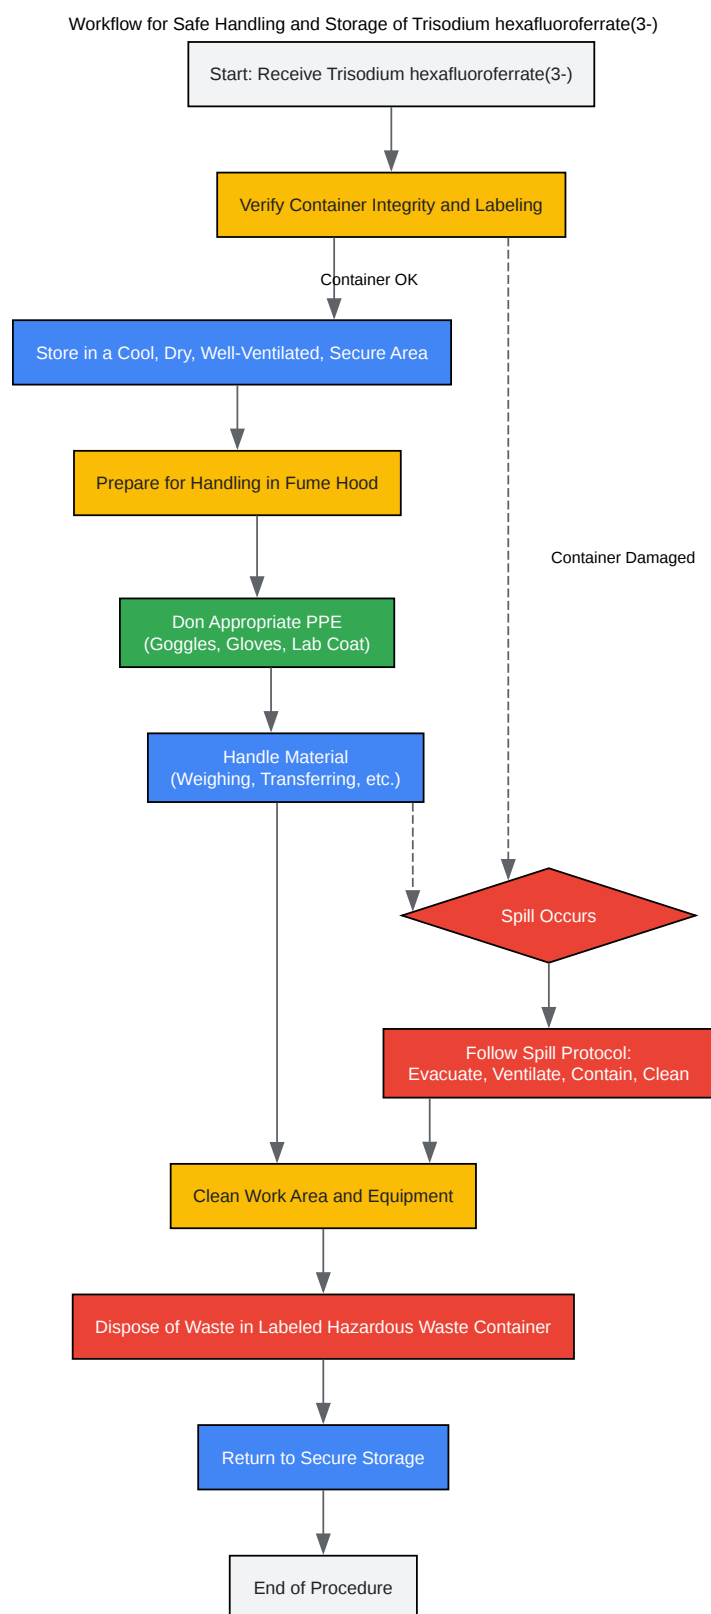 Workflow for Safe Handling and Storage of Trisodium hexafluoroferrate(3-)
Start: Receive Trisodium hexafluoroferrate(3-)
Verify Container Integrity and Labeling
Container OK
Store in a Cool, Dry, Well-Ventilated, Secure Area
Prepare for Handling in Fume Hood
Container Damaged
Don Appropriate PPE
(Goggles, Gloves, Lab Coat)
Handle Material
(Weighing, Transferring, etc.)
Spill Occurs
Follow Spill Protocol:
Evacuate, Ventilate, Contain, Clean
Clean Work Area and Equipment
Dispose of Waste in Labeled Hazardous Waste Container
Return to Secure Storage
End of Procedure